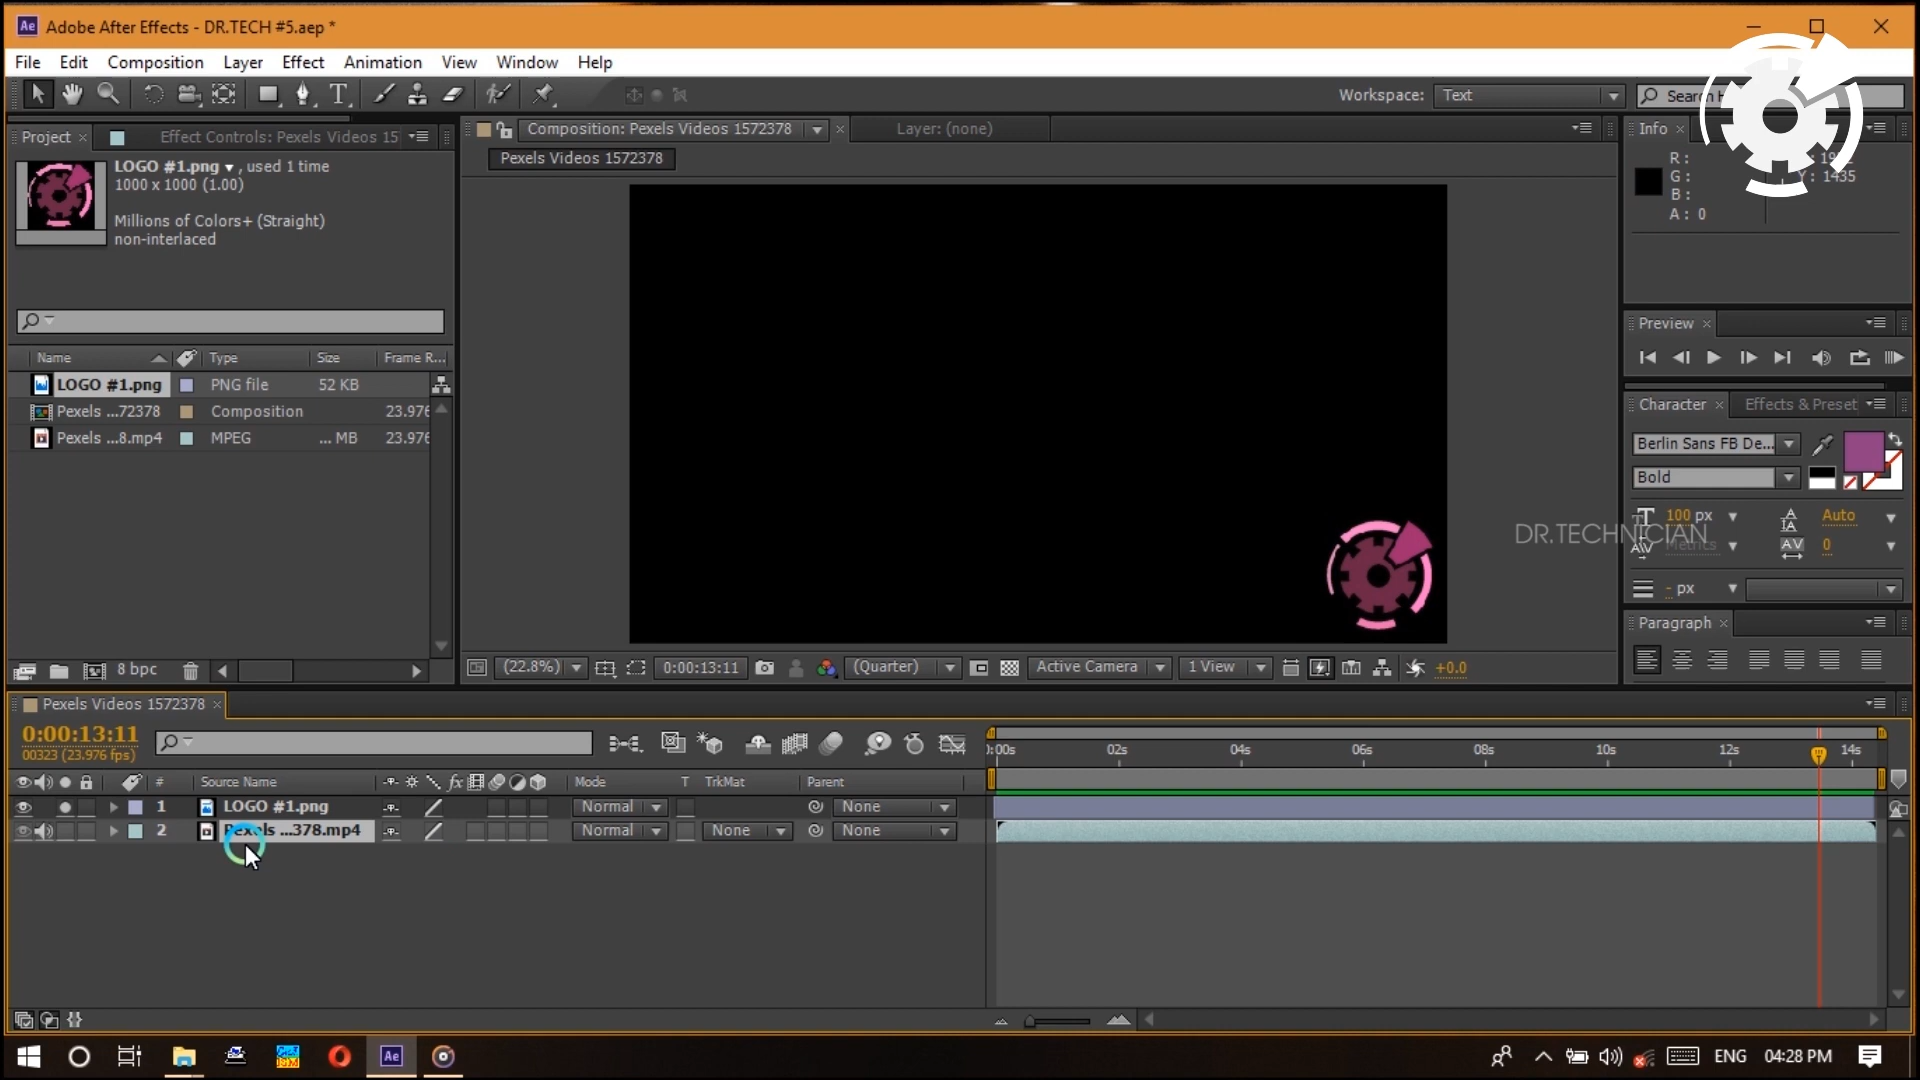 Ae Adobe After Effects - DR.TECH #5.aep *
File Edit Composition Layer Effect Animation View Window Help
T Workspace: Text Search
Project × Effect Controls: Pexels Videos 15 Composition: Pexels Videos 1572378 × Layer: (none) Info ×
LOGO #1.png ▾ , used 1 time
1000 x 1000 (1.00)
Millions of Colors+ (Straight)
non-interlaced
Pexels Videos 1572378
R :
G :
B :
A : 0
Y : 1435
Preview ×
Name Type Size Frame R...
LOGO #1.png PNG file 52 KB
Pexels ...72378 Composition 23.976
Pexels ...8.mp4 MPEG ... MB 23.976
Character × Effects & Preset
Berlin Sans FB De...
Bold
100 px Auto
DR.TECHNICIAN
Metrics 0
- px
Paragraph ×
8 bpc
(22.8%) 0:00:13:11 (Quarter) Active Camera 1 View +0.0
Pexels Videos 1572378 ×
0:00:13:11
00323 (23.976 fps)
):00s 02s 04s 06s 08s 10s 12s 14s
# Source Name fx Mode T TrkMat Parent
1 LOGO #1.png Normal None
2 Pexels ...378.mp4 Normal None None
Ae ENG 04:28 PM